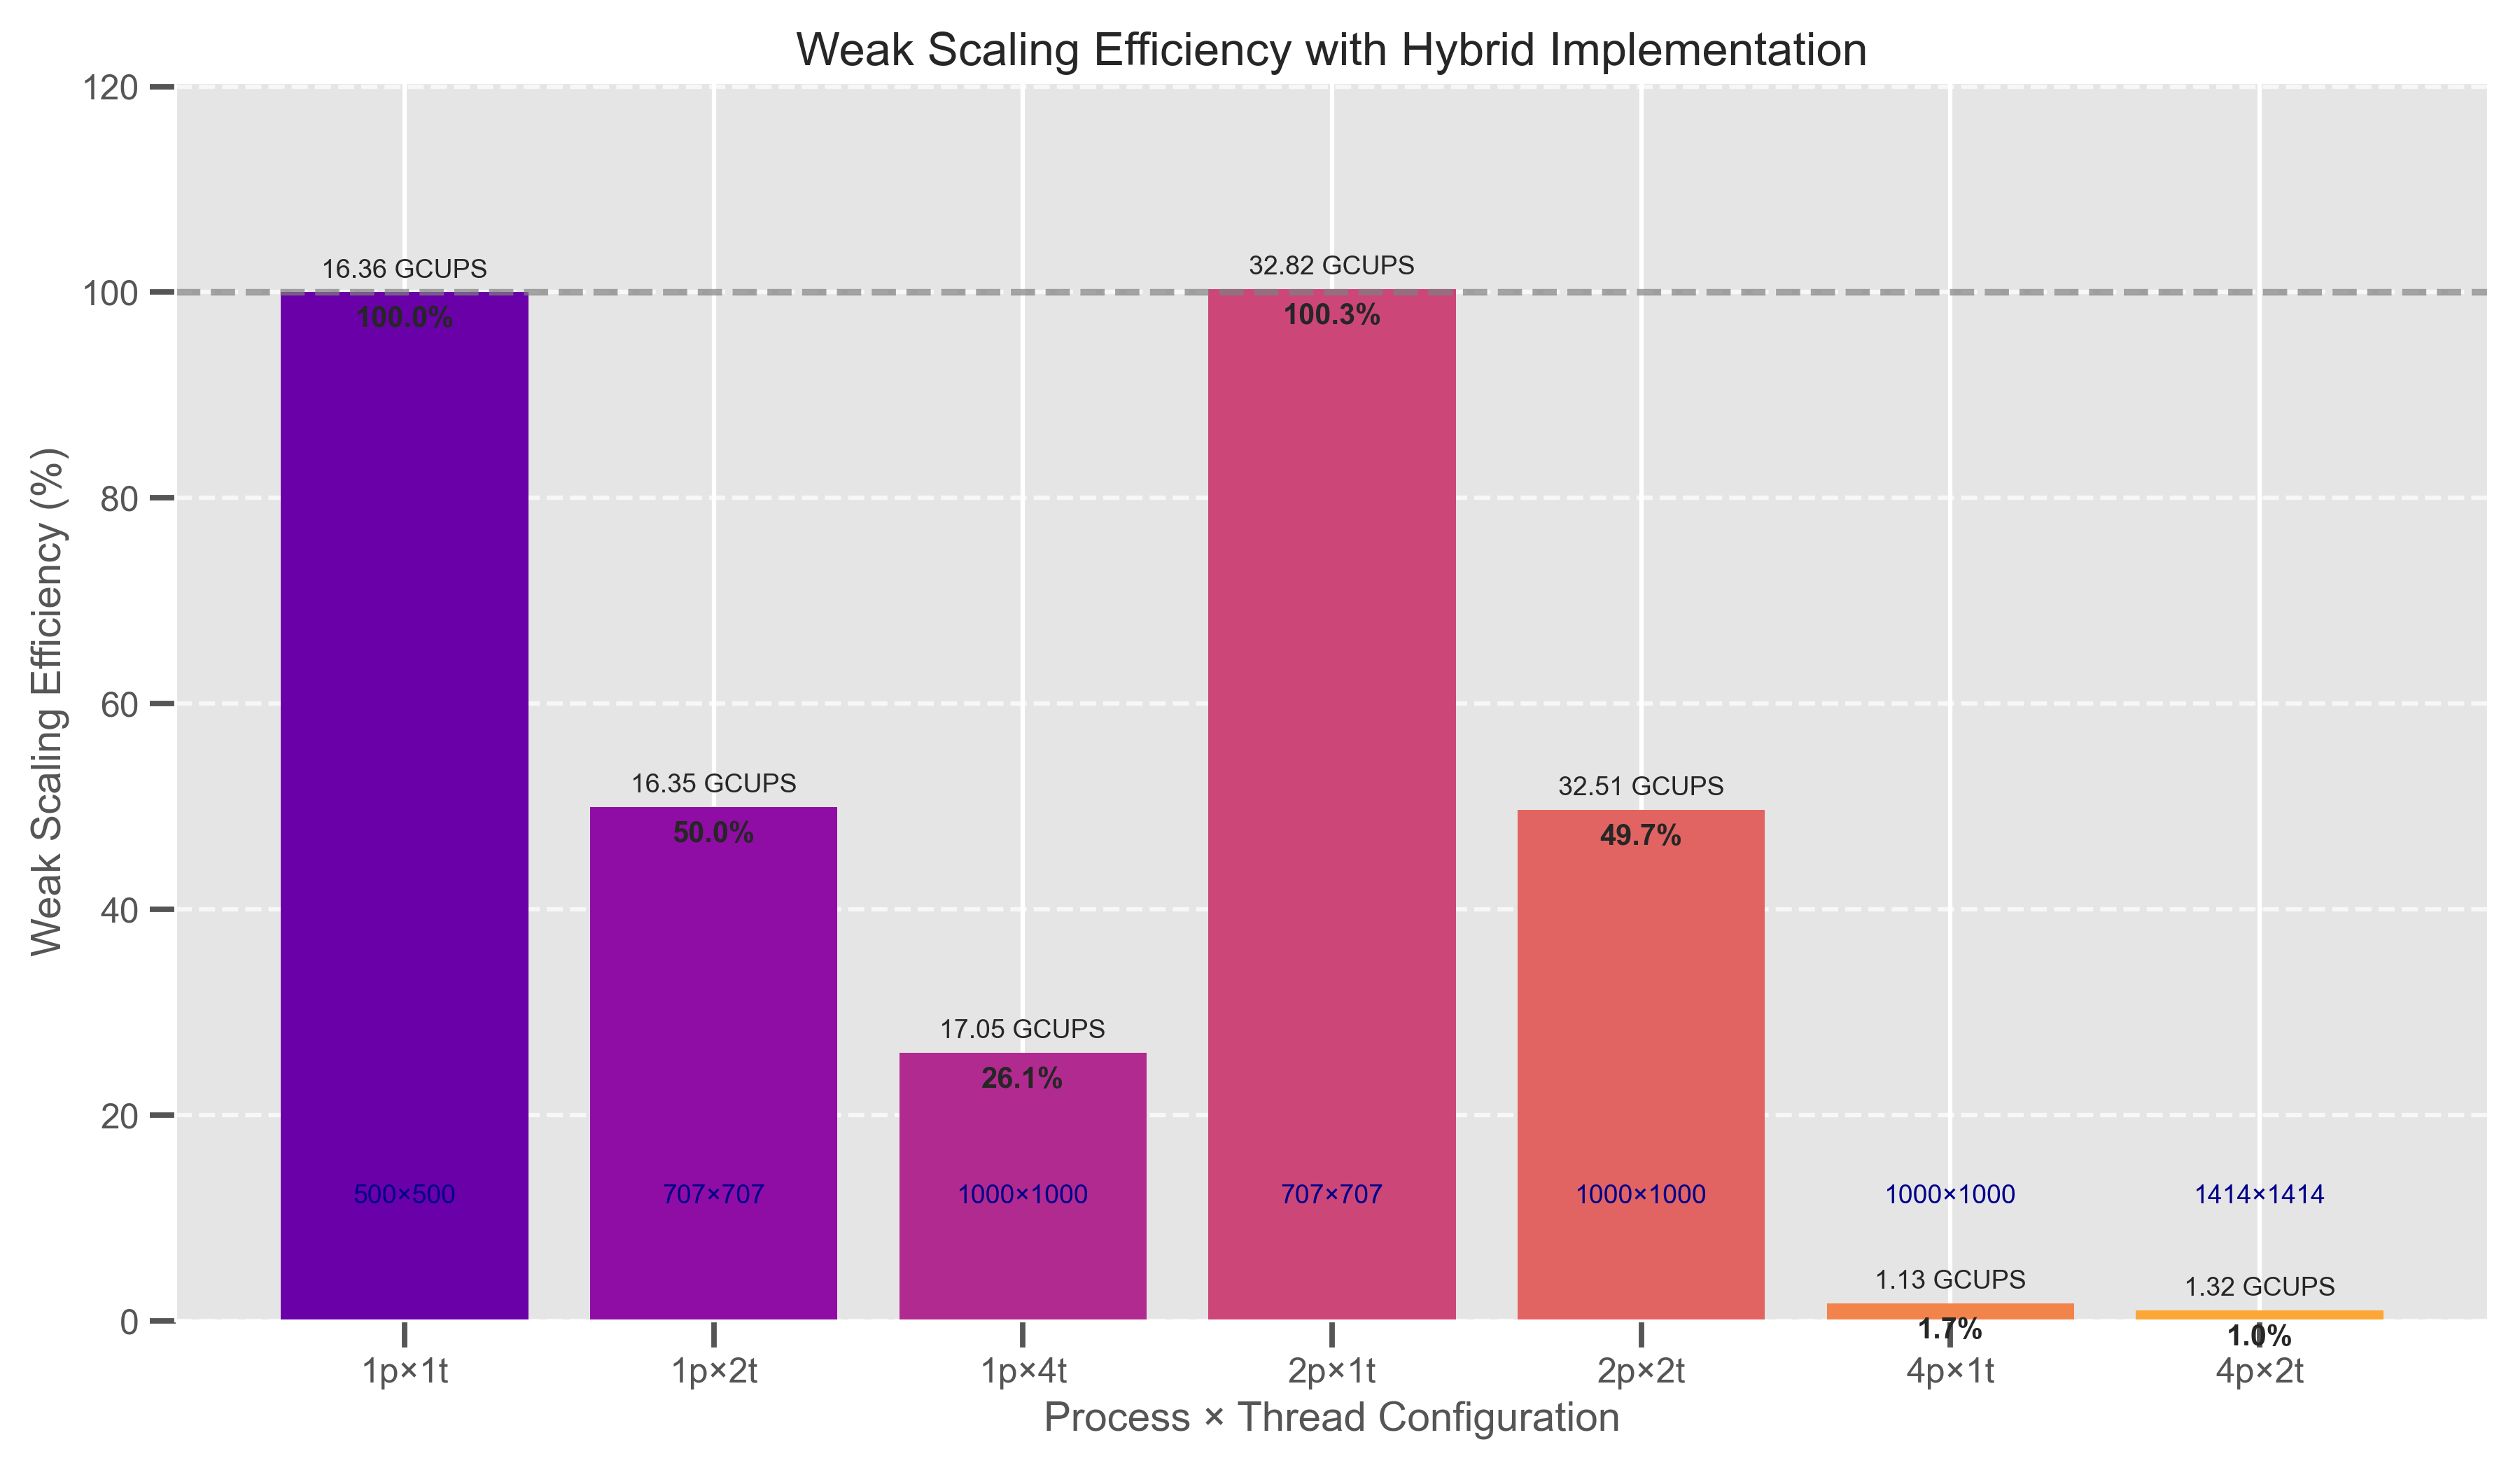 Weak Scaling Efficiency with Hybrid Implementation
Weak Scaling Efficiency (%)
120
100
80
60
40
20
0
16.36 GCUPS
100.0%
500×500
16.35 GCUPS
50.0%
707×707
17.05 GCUPS
26.1%
1000×1000
32.82 GCUPS
100.3%
707×707
32.51 GCUPS
49.7%
1000×1000
1000×1000
1.13 GCUPS
1.7%
1414×1414
1.32 GCUPS
1.0%
1p×1t
1p×2t
1p×4t
2p×1t
2p×2t
4p×1t
4p×2t
Process × Thread Configuration